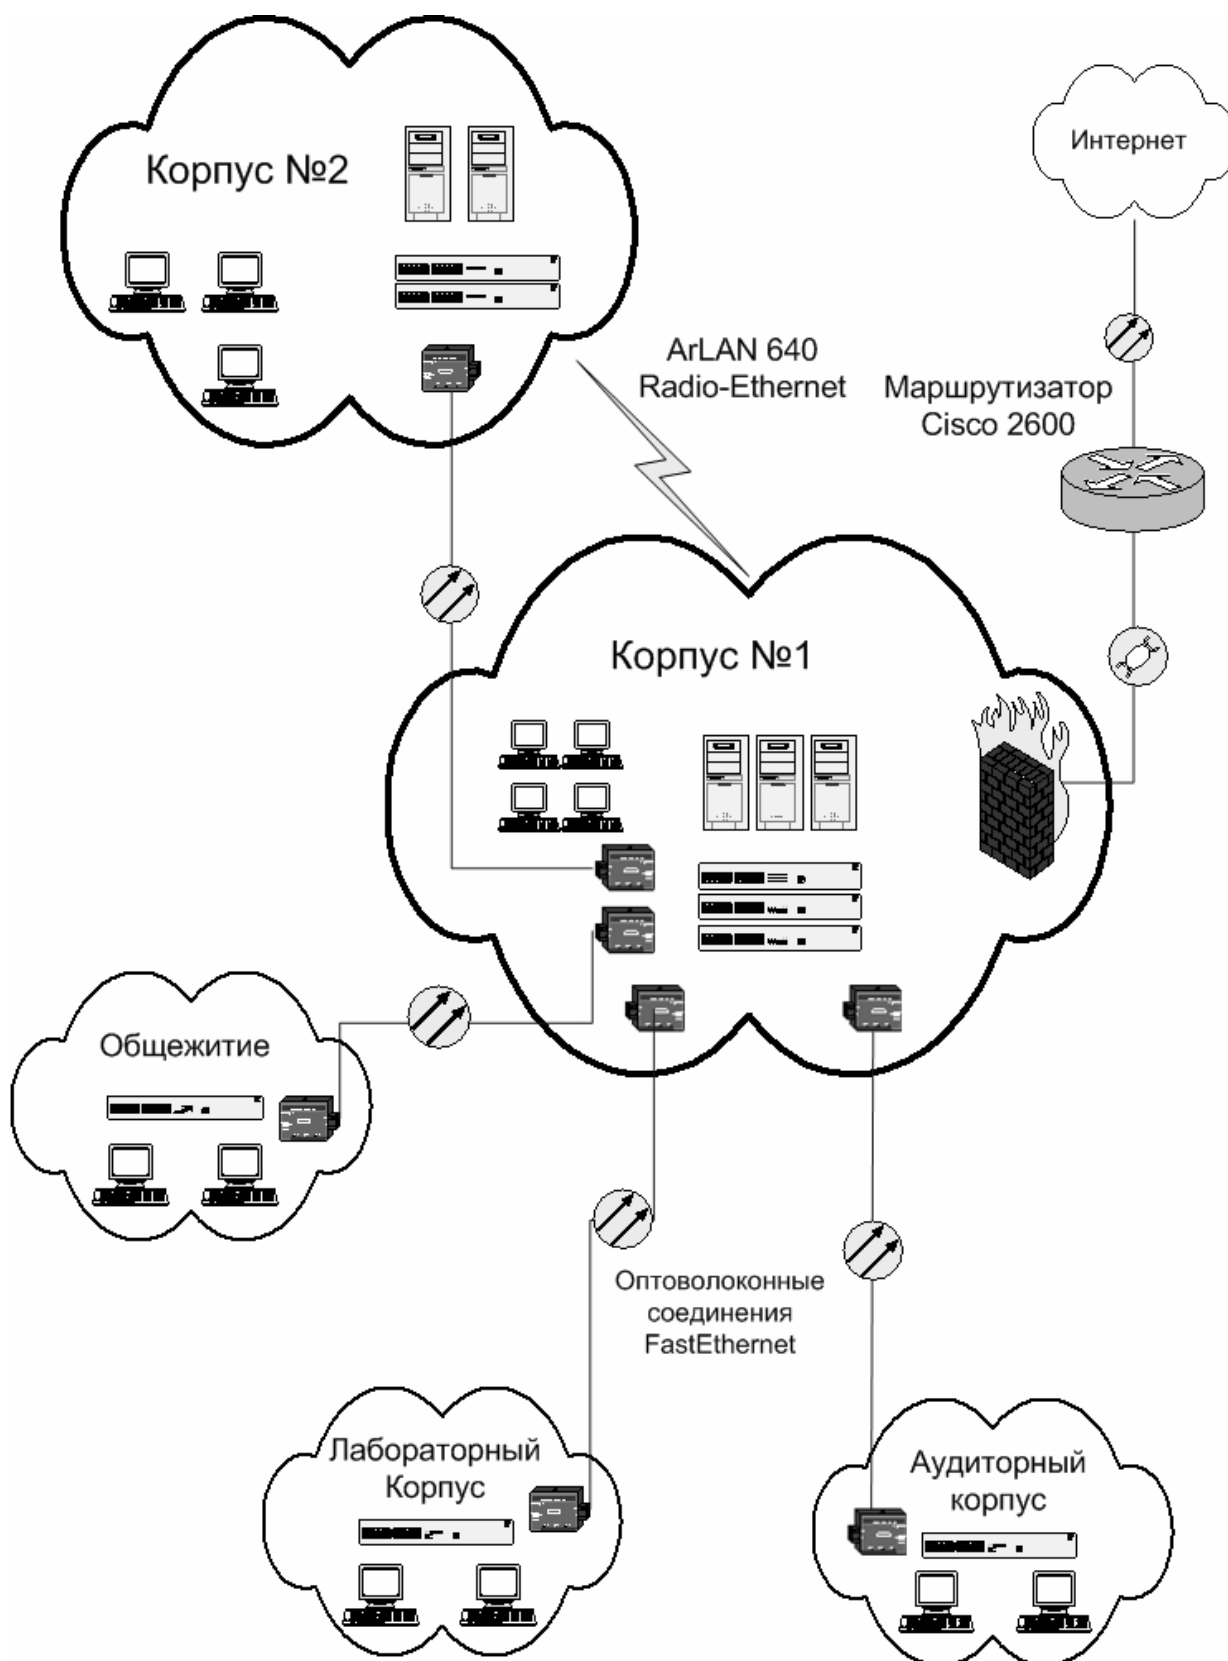 Корпус №2
Интернет
ArLAN 640
Radio-Ethernet
Маршрутизатор
Cisco 2600
Корпус №1
Общежитие
Оптоволоконные
соединения
FastEthernet
Лабораторный
Корпус
Аудиторный
корпус